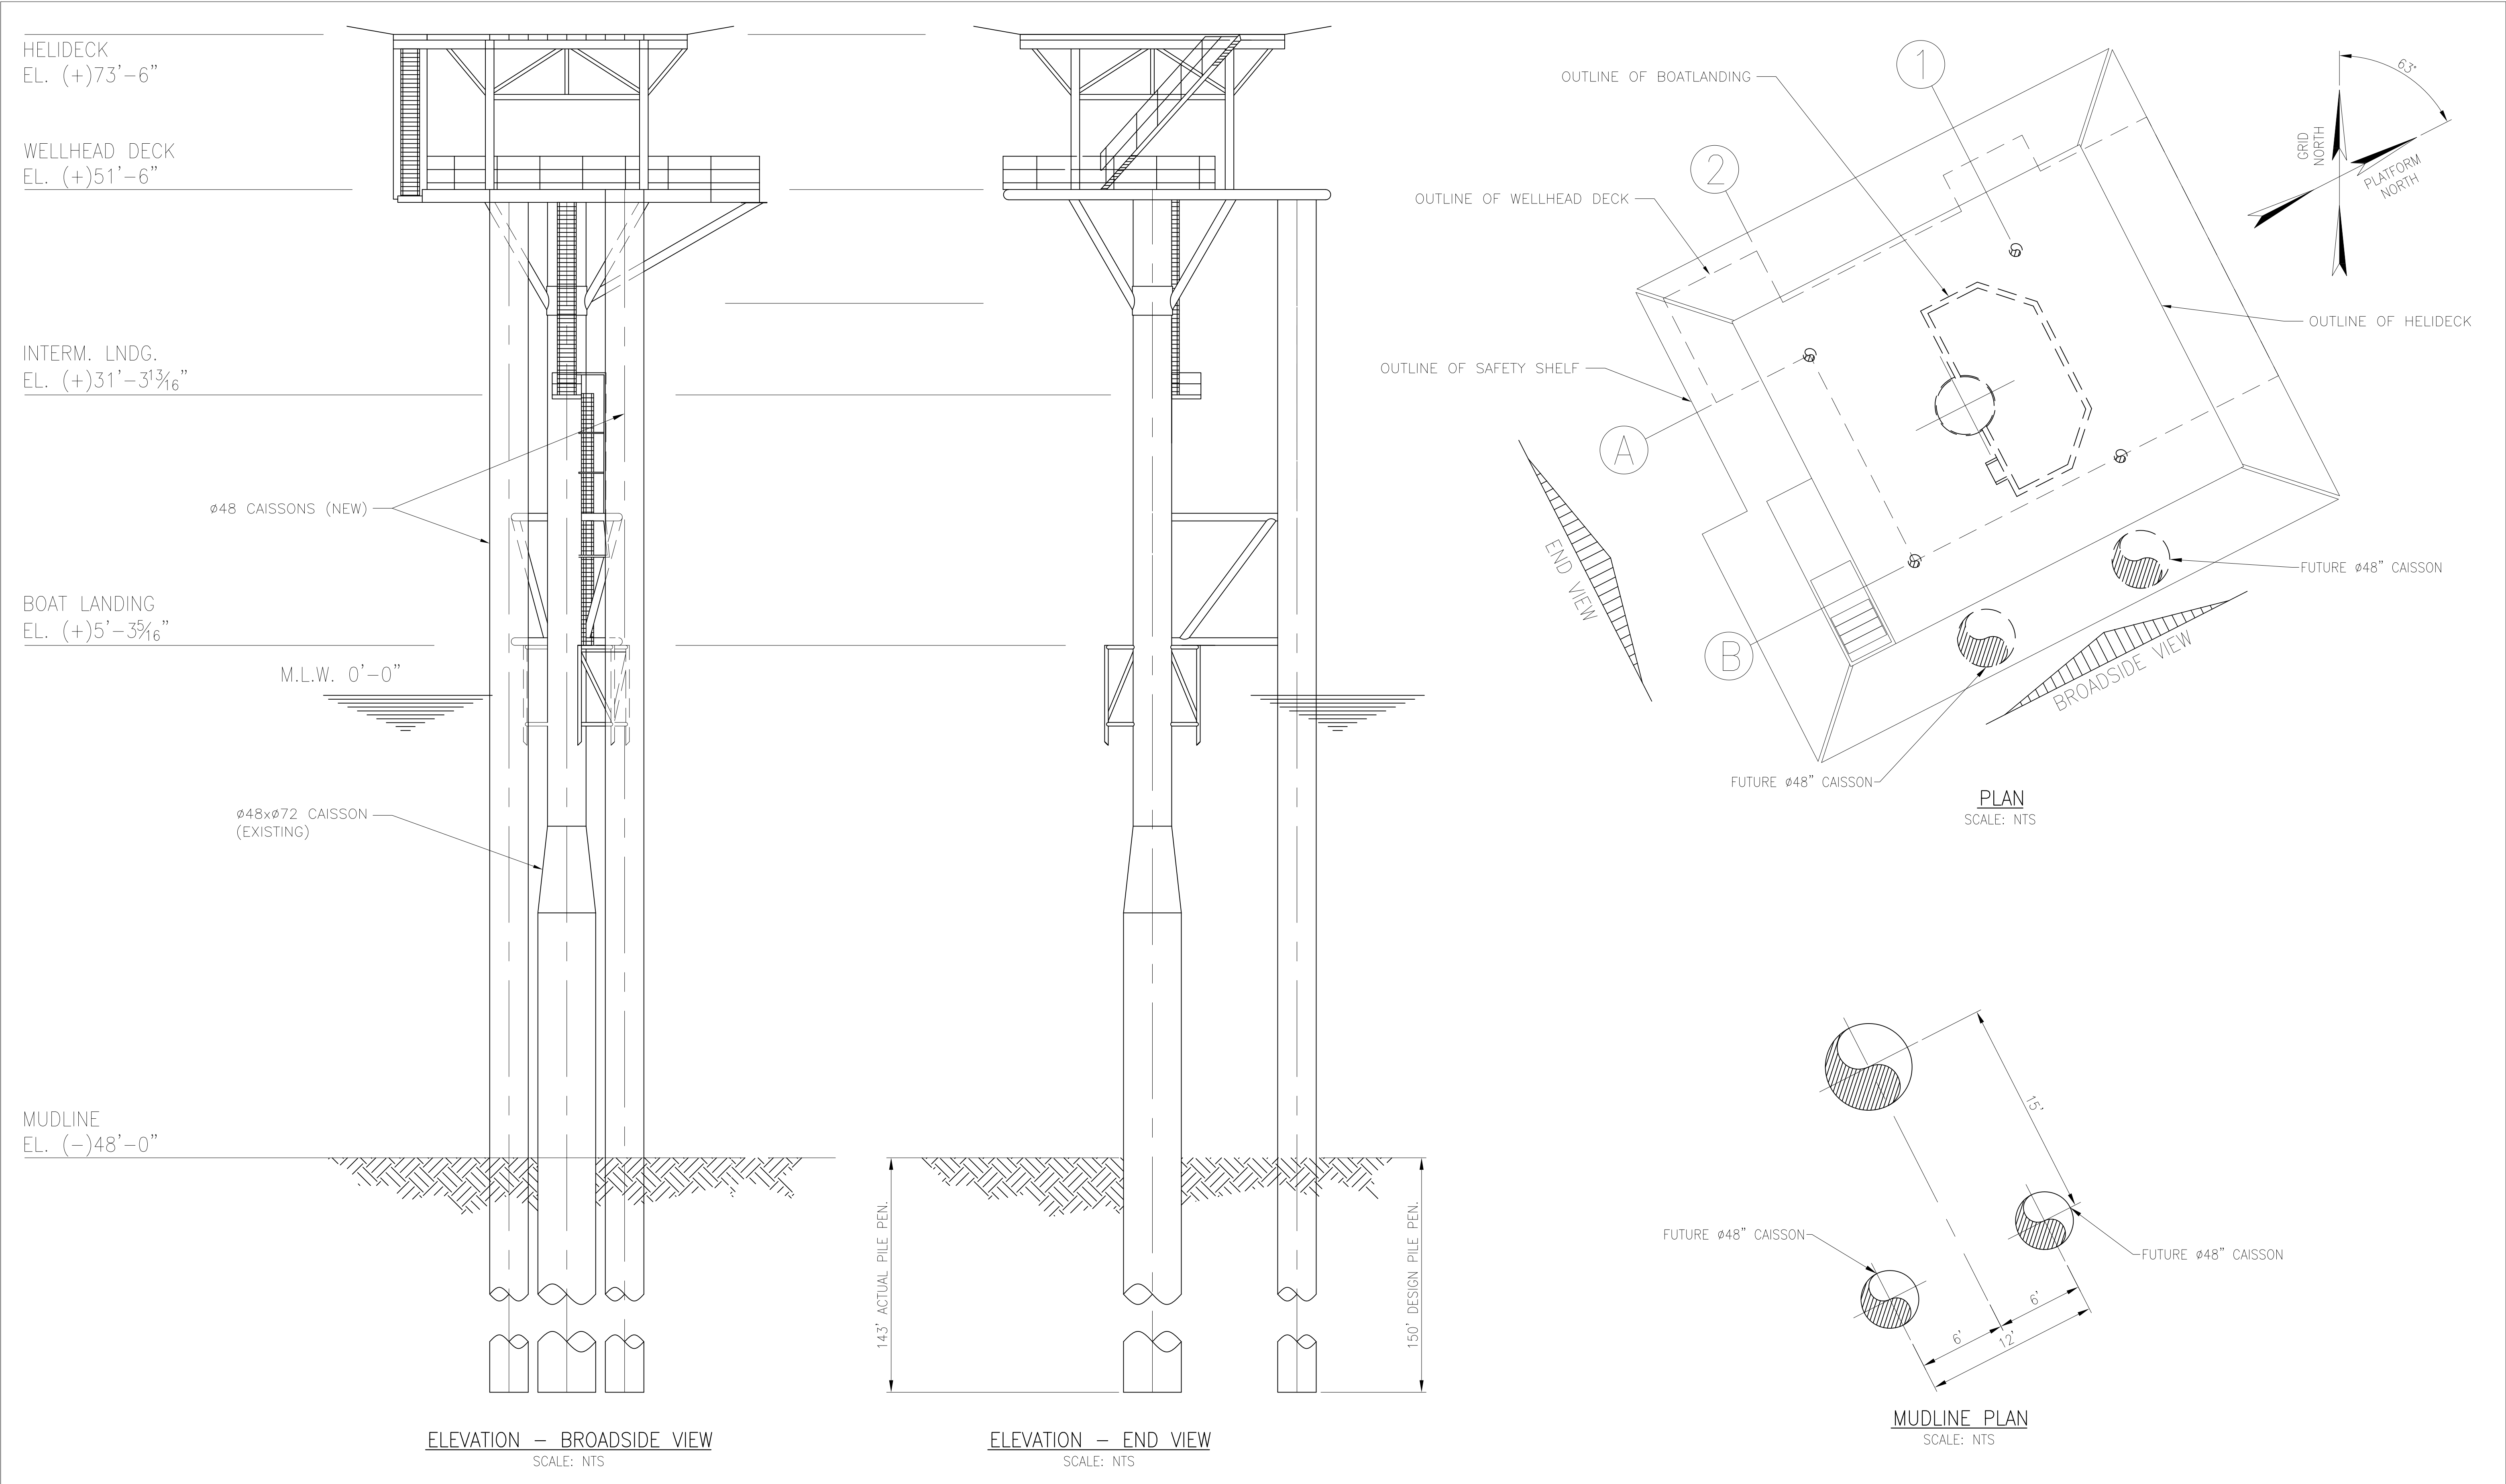 HELIDECK
EL. (+)73'-6"
WELLHEAD DECK
EL. (+)51'-6"
INTERM. LNDG.
EL. (+)31'-3 13/16"
ø48 CAISSONS (NEW)
BOAT LANDING
EL. (+)5'-3 5/16"
M.L.W. 0'-0"
ø48xø72 CAISSON
(EXISTING)
MUDLINE
EL. (-)48'-0"
ELEVATION - BROADSIDE VIEW
SCALE: NTS
143' ACTUAL PILE PEN.
150' DESIGN PILE PEN.
ELEVATION - END VIEW
SCALE: NTS
OUTLINE OF BOATLANDING
1
2
OUTLINE OF WELLHEAD DECK
OUTLINE OF SAFETY SHELF
A
B
END VIEW
63°
GRID
NORTH
PLATFORM
NORTH
OUTLINE OF HELIDECK
FUTURE ø48" CAISSON
BROADSIDE VIEW
FUTURE ø48" CAISSON
PLAN
SCALE: NTS
15'
FUTURE ø48" CAISSON
FUTURE ø48" CAISSON
6'
6'
12'
MUDLINE PLAN
SCALE: NTS